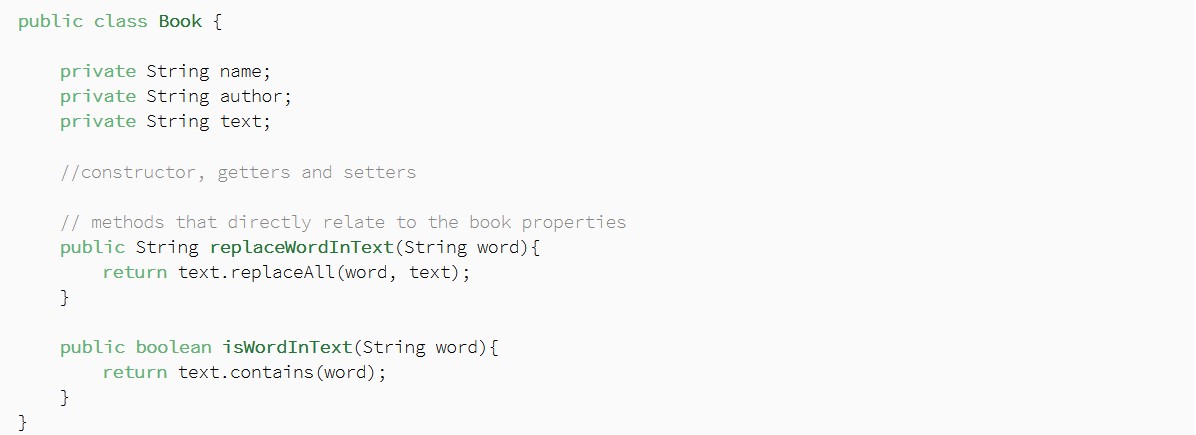 public class Book {
private String name;
private String author;
private String text;
//constructor, getters and setters
// methods that directly relate to the book properties
public String replaceWordInText(String word){
return text.replaceAll(word, text);
}
public boolean isWordInText(String word){
return text.contains(word);
}
}